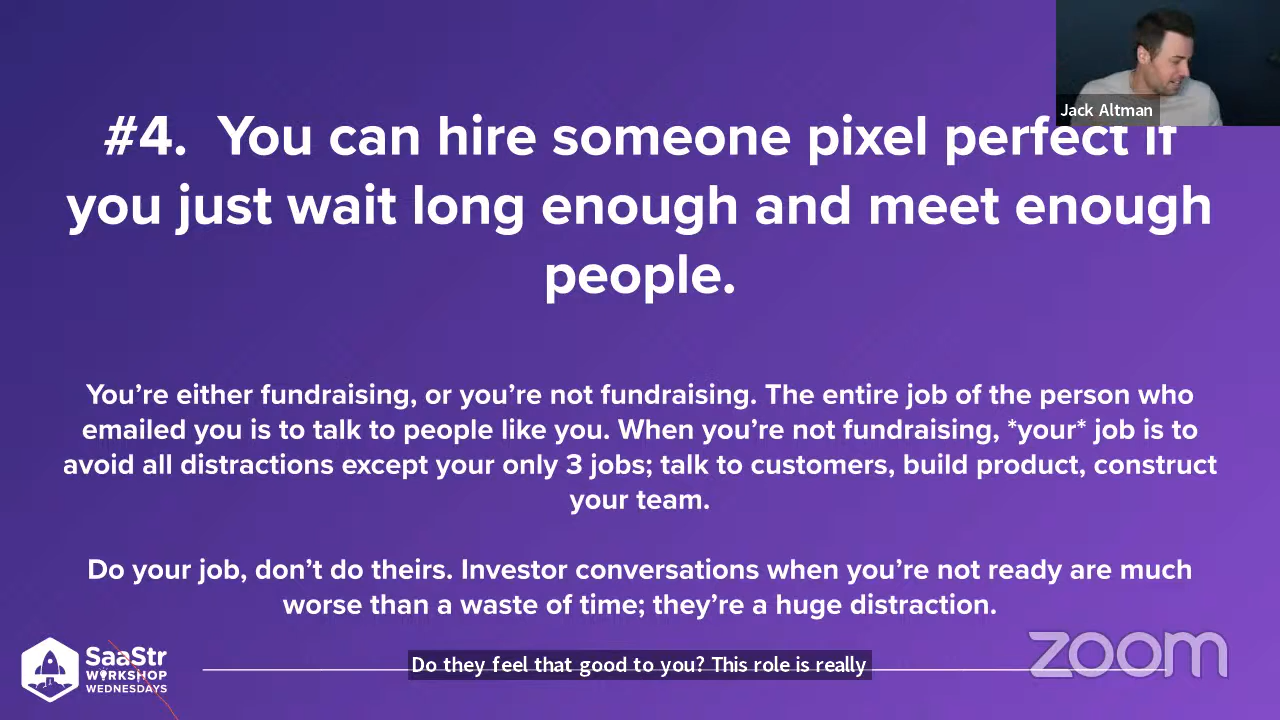 Jack Altman
#4. You can hire someone pixel perfect if
you just wait long enough and meet enough
people.
You’re either fundraising, or you’re not fundraising. The entire job of the person who
emailed you is to talk to people like you. When you’re not fundraising, *your* job is to
avoid all distractions except your only 3 jobs; talk to customers, build product, construct
your team.
Do your job, don’t do theirs. Investor conversations when you’re not ready are much
worse than a waste of time; they’re a huge distraction.
SaaStr
WORKSHOP
WEDNESDAYS
Do they feel that good to you? This role is really
zoom